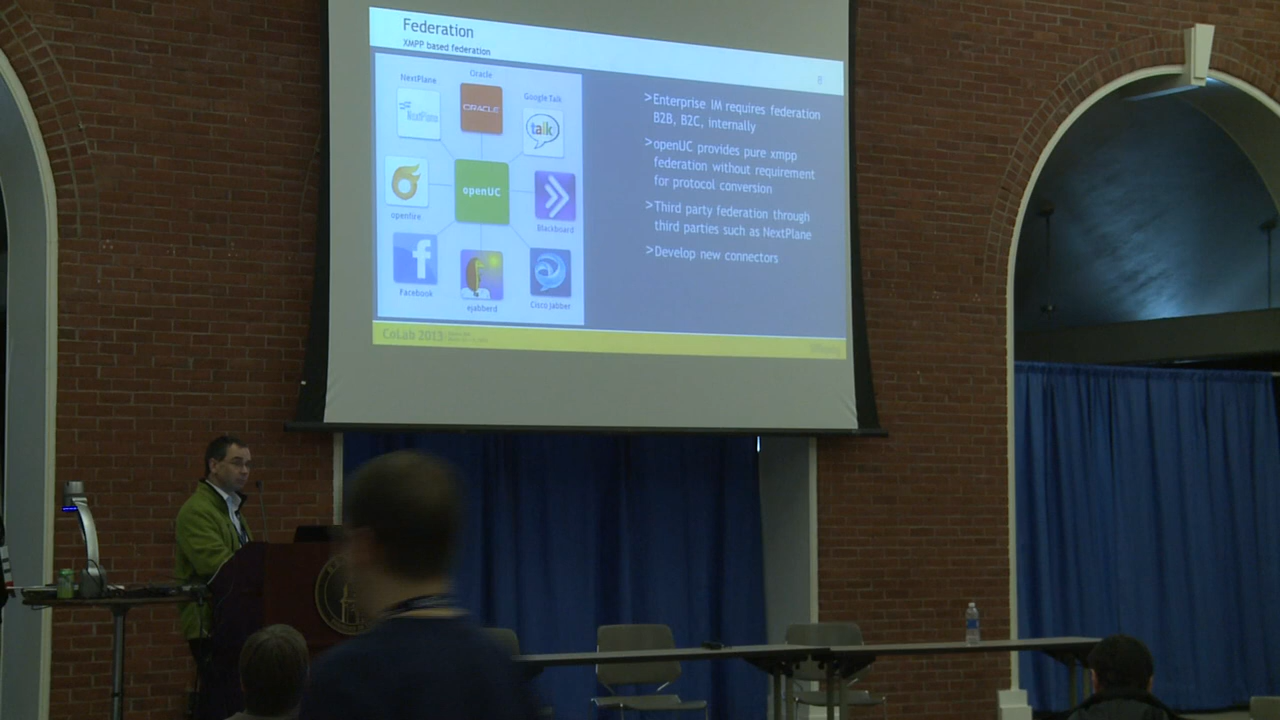 Federation
XMPP based federation
8
NextPlane
Oracle
Google Talk
NextPlane
ORACLE
talk
openfire
openUC
Blackboard
f
Facebook
ejabberd
Cisco Jabber
>Enterprise IM requires federation
B2B, B2C, internally
>openUC provides pure xmpp
federation without requirement
for protocol conversion
>Third party federation through
third parties such as NextPlane
>Develop new connectors
CoLab 2013